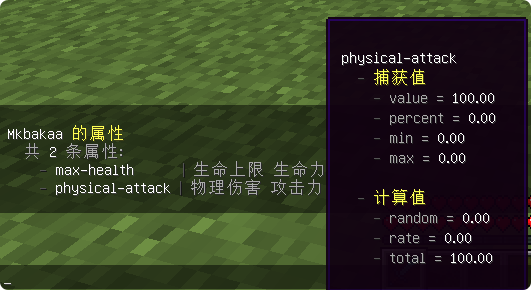 Mkbakaa 的属性
共 2 条属性:
- max-health | 生命上限 生命力
- physical-attack | 物理伤害 攻击力
physical-attack
- 捕获值
- value = 100.00
- percent = 0.00
- min = 0.00
- max = 0.00
- 计算值
- random = 0.00
- rate = 0.00
- total = 100.00
_